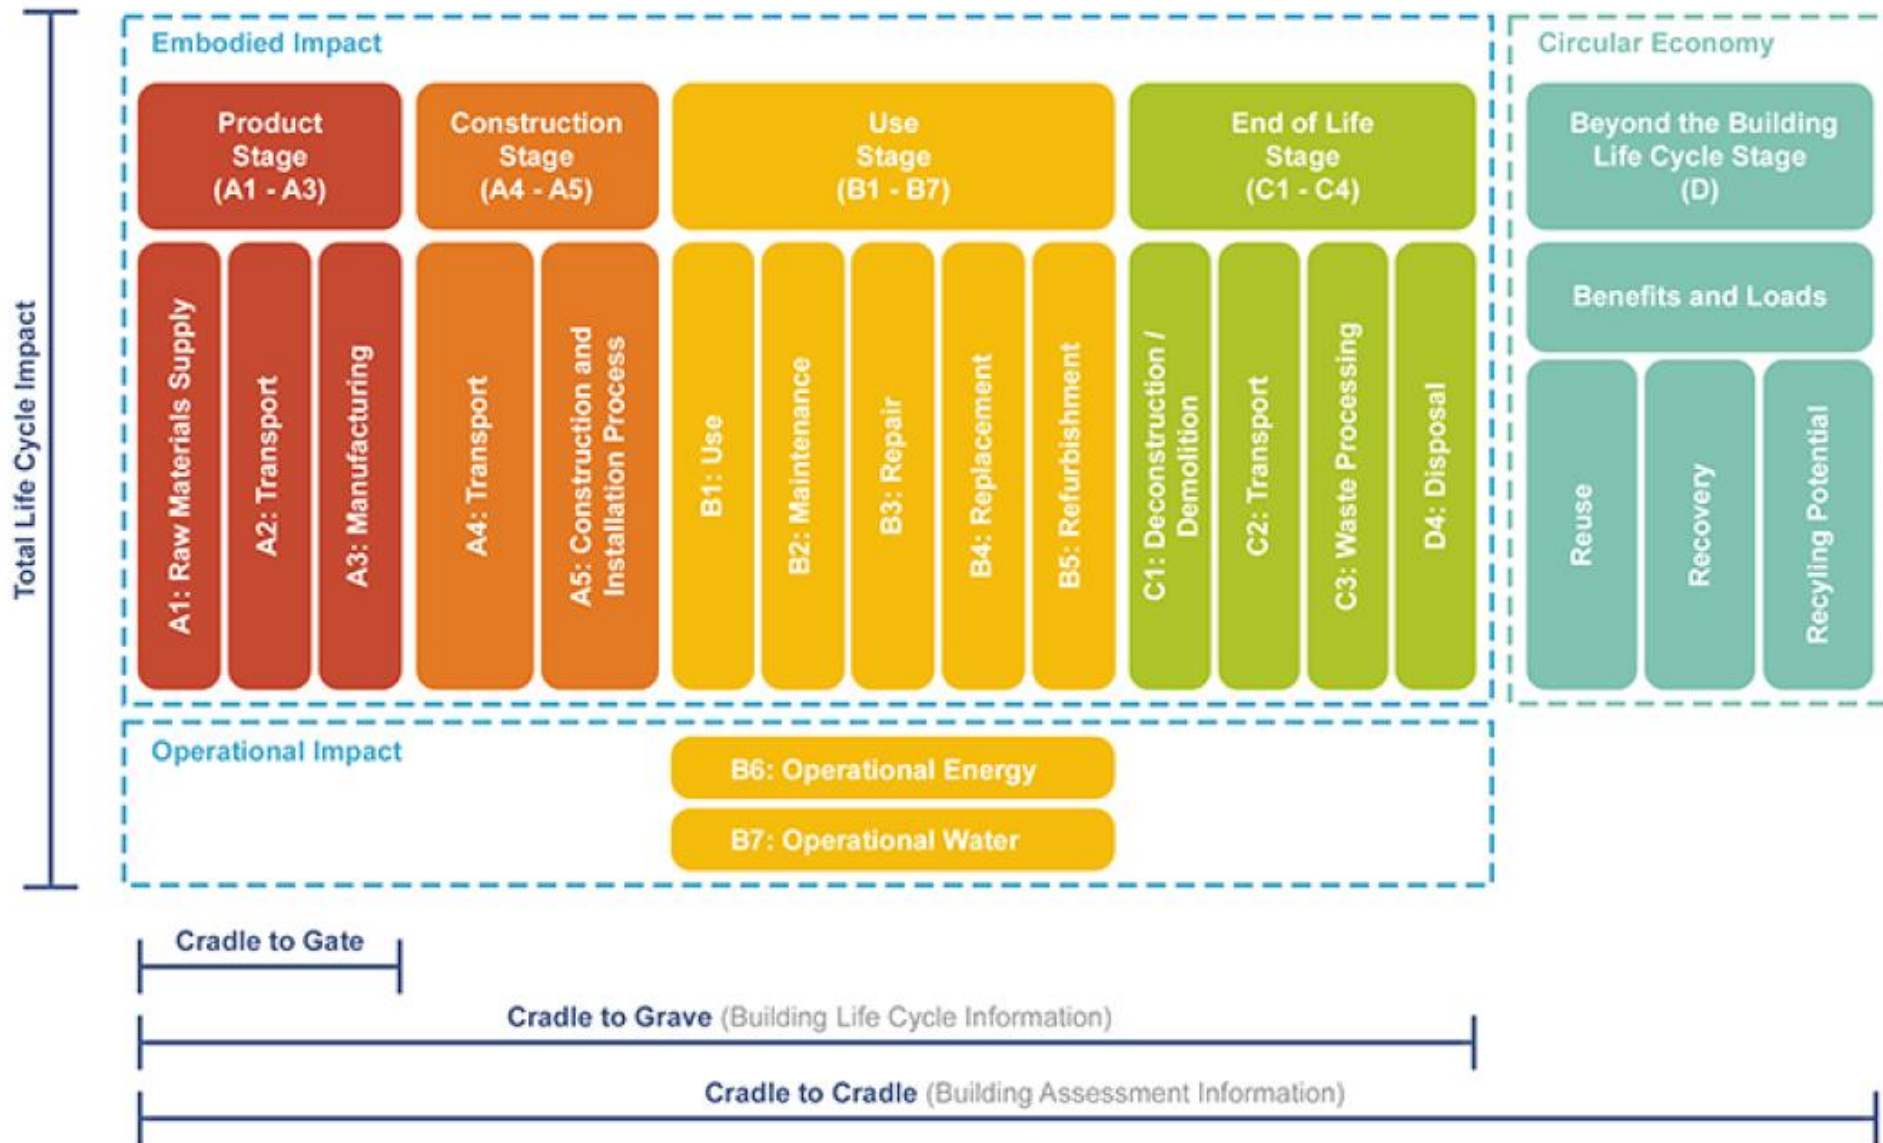 Total Life Cycle Impact
Embodied Impact
Product
Stage
(A1 - A3)
A1: Raw Materials Supply
A2: Transport
A3: Manufacturing
Construction
Stage
(A4 - A5)
A4: Transport
A5: Construction and
Installation Process
Use
Stage
(B1 - B7)
B1: Use
B2: Maintenance
B3: Repair
B4: Replacement
B5: Refurbishment
End of Life
Stage
(C1 - C4)
C1: Deconstruction /
Demolition
C2: Transport
C3: Waste Processing
D4: Disposal
Circular Economy
Beyond the Building
Life Cycle Stage
(D)
Benefits and Loads
Reuse
Recovery
Recyling Potential
Operational Impact
B6: Operational Energy
B7: Operational Water
Cradle to Gate
Cradle to Grave (Building Life Cycle Information)
Cradle to Cradle (Building Assessment Information)